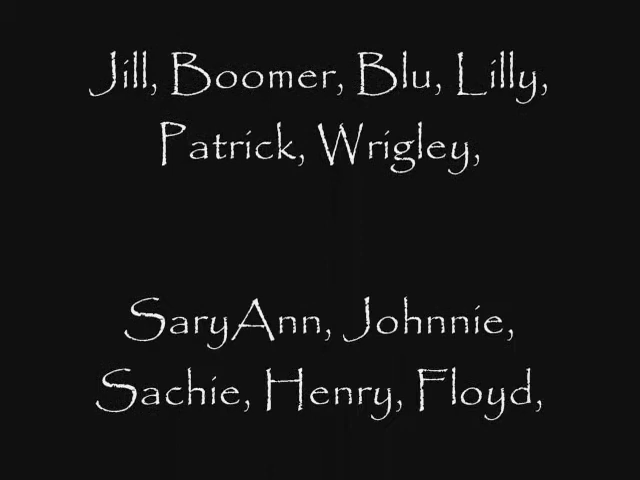 Jill, Boomer, Blu, Lilly,
Patrick, Wrigley,
SaryAnn, Johnnie,
Sachie, Henry, Floyd,